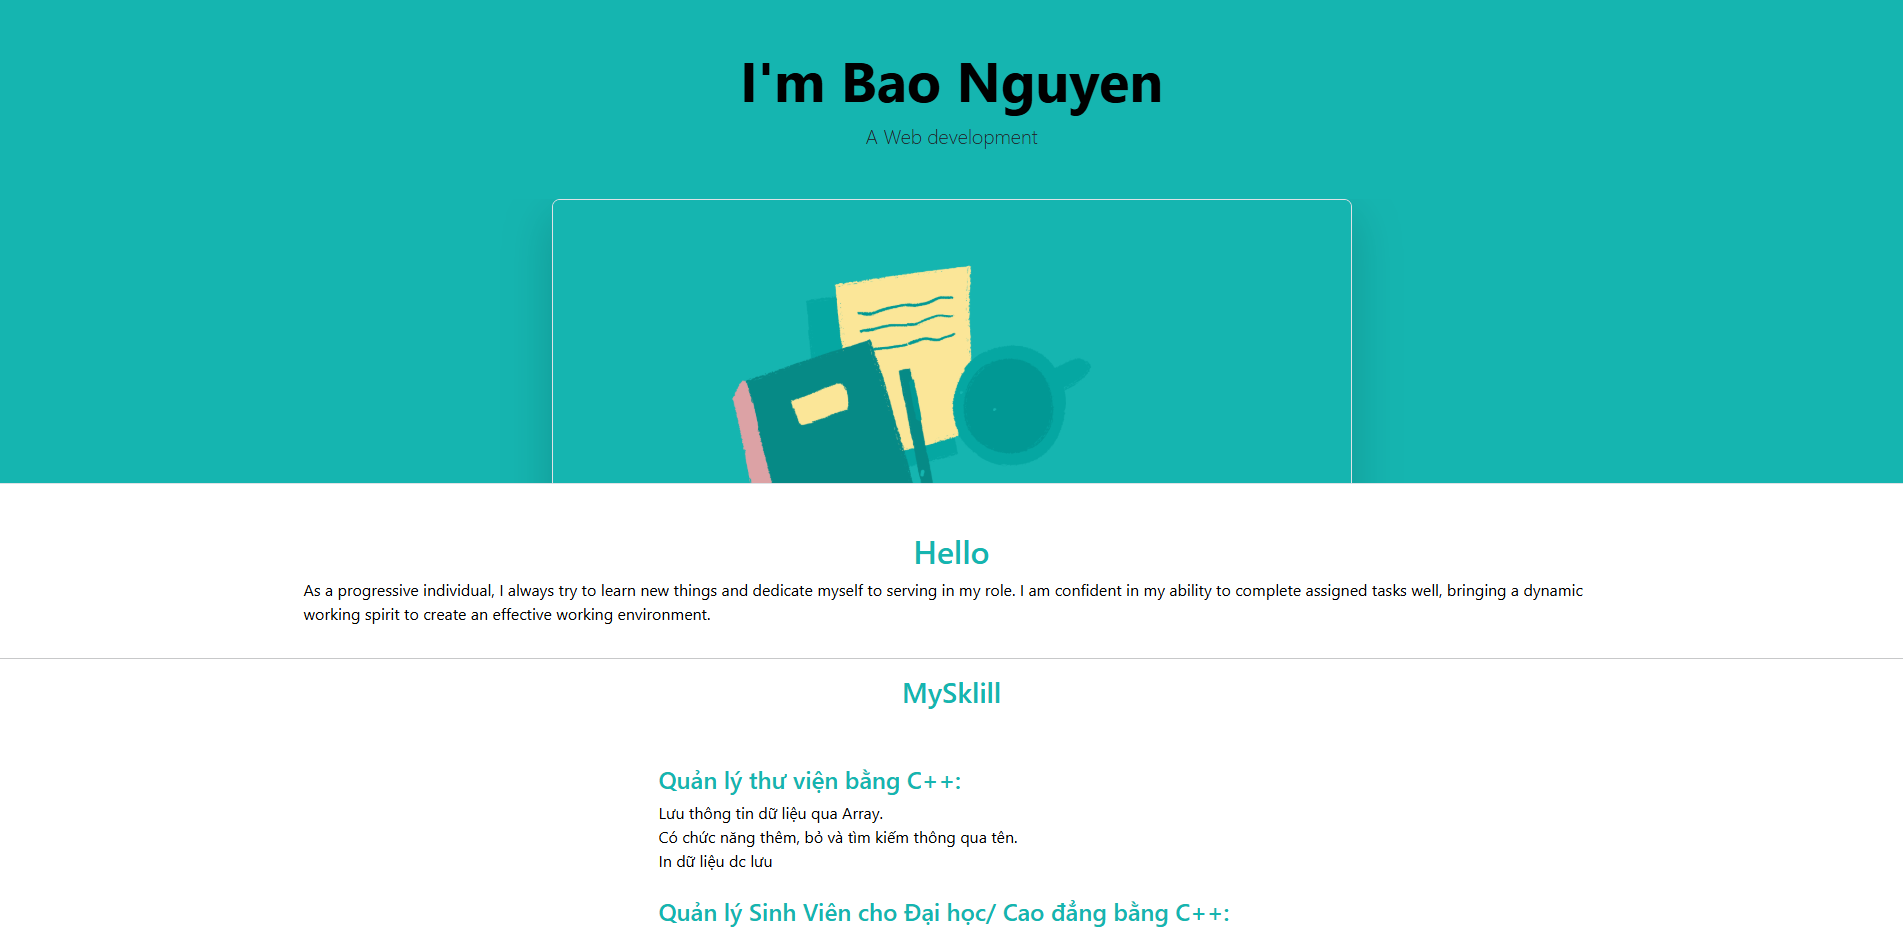 I'm Bao Nguyen
A Web development
Hello
As a progressive individual, I always try to learn new things and dedicate myself to serving in my role. I am confident in my ability to complete assigned tasks well, bringing a dynamic
working spirit to create an effective working environment.
MySklill
Quản lý thư viện bằng C++:
Lưu thông tin dữ liệu qua Array.
Có chức năng thêm, bỏ và tìm kiếm thông qua tên.
In dữ liệu dc lưu
Quản lý Sinh Viên cho Đại học/ Cao đẳng bằng C++: